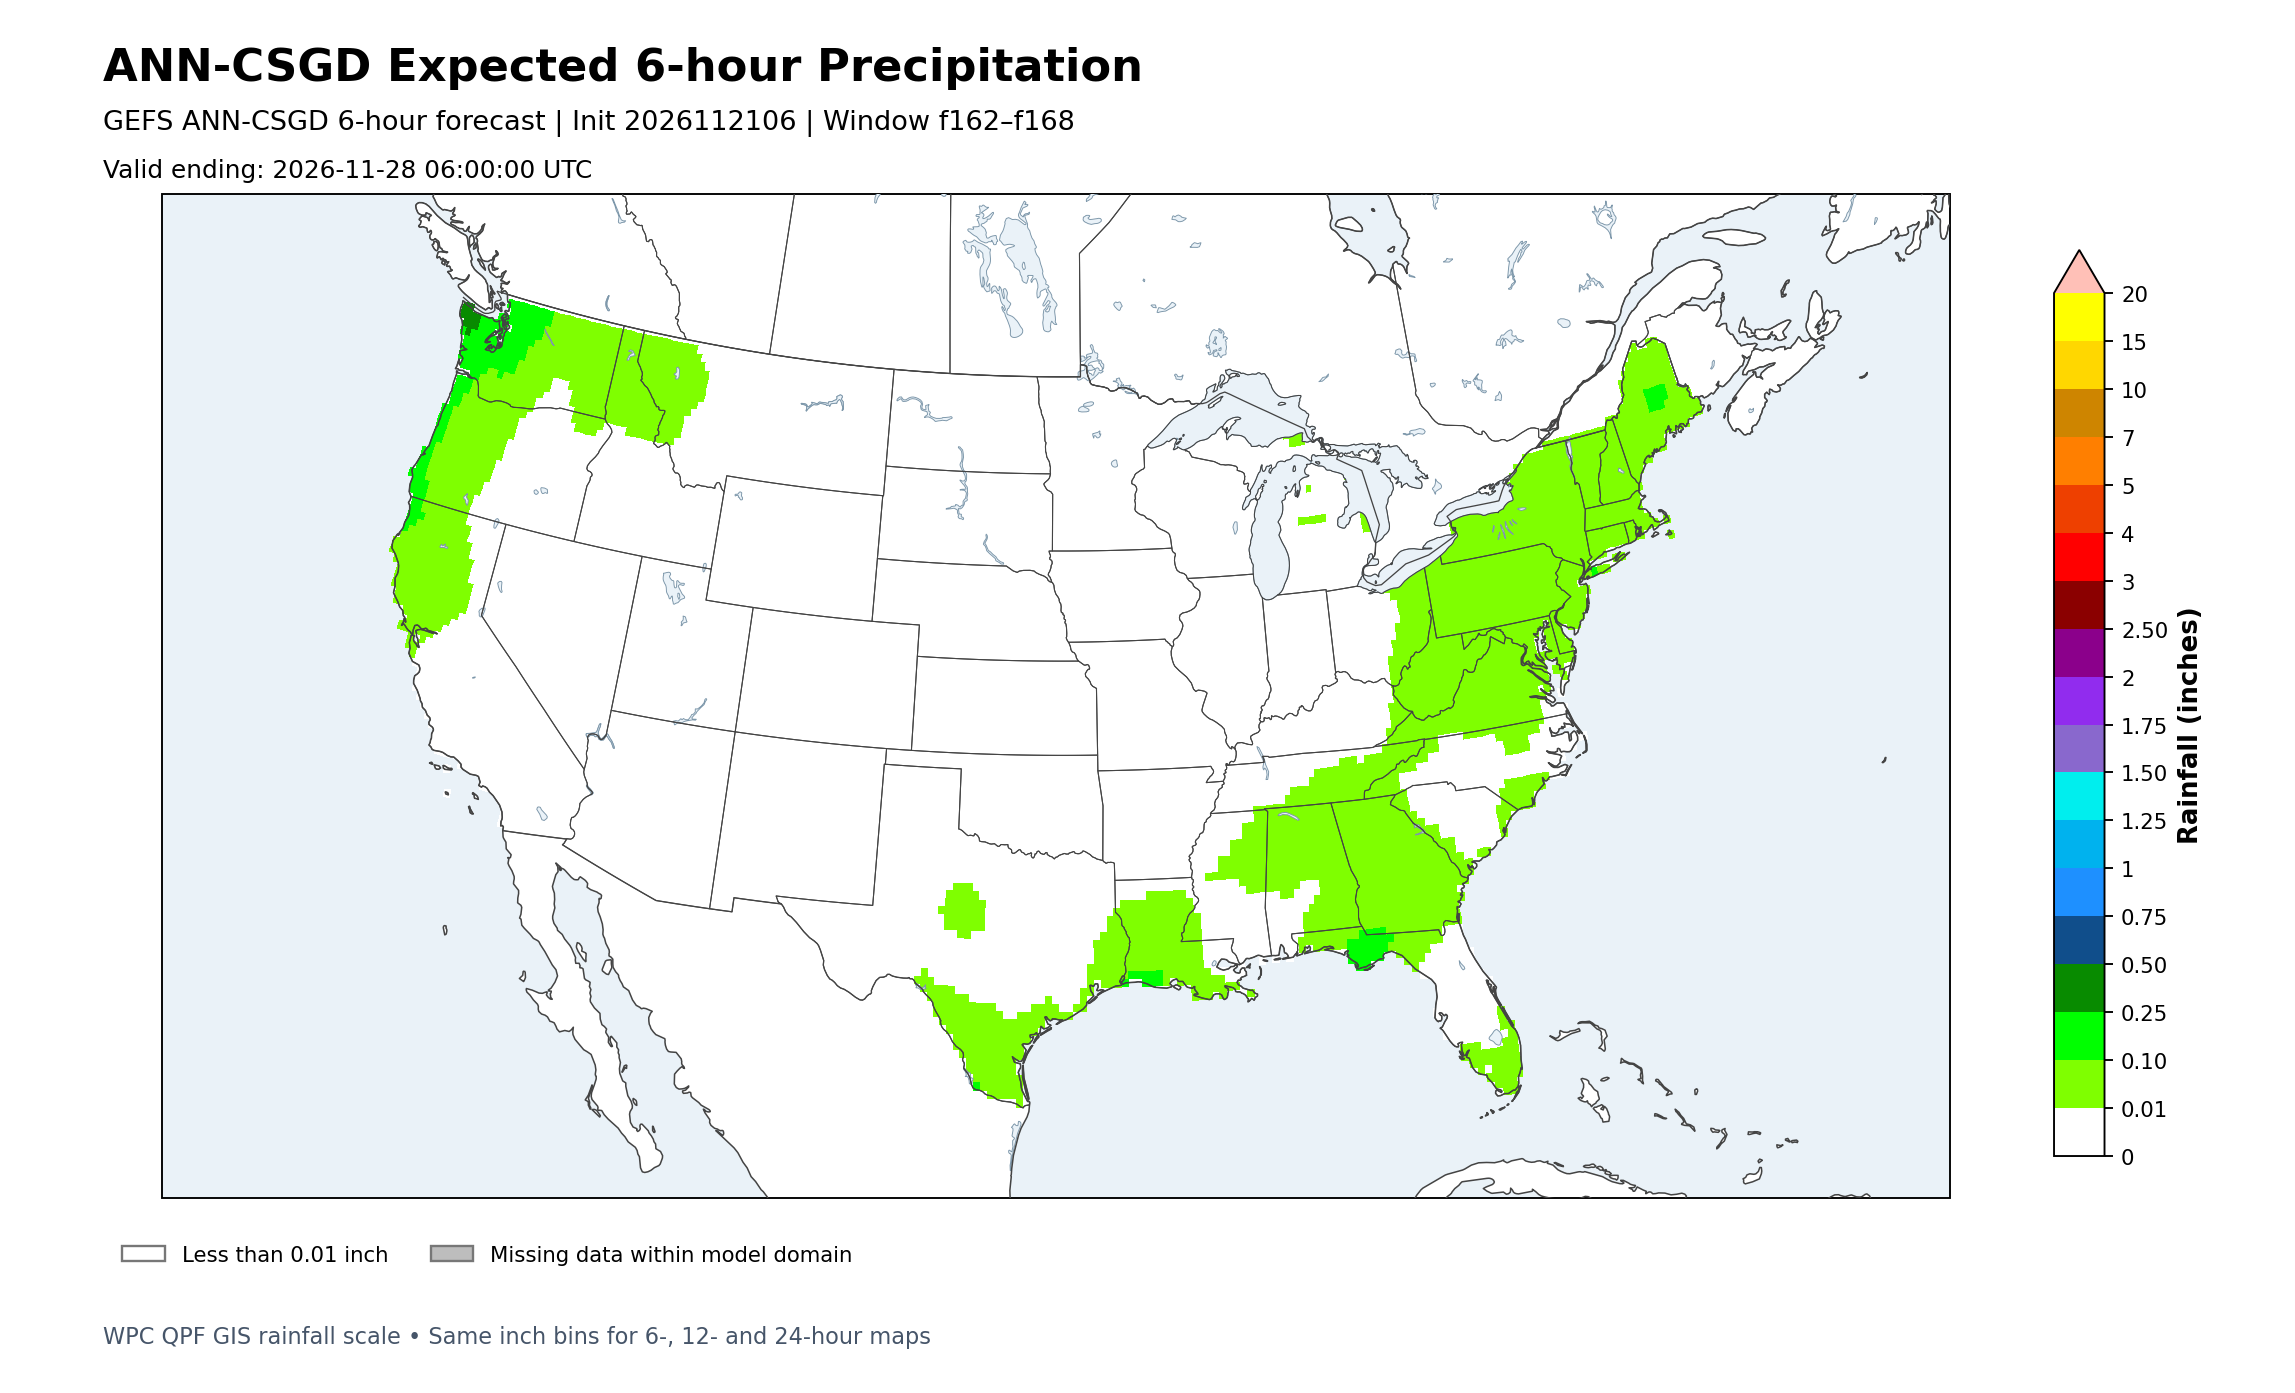 ANN-CSGD Expected 6-hour Precipitation
GEFS ANN-CSGD 6-hour forecast | Init 2026112106 | Window f162–f168
Valid ending: 2026-11-28 06:00:00 UTC
20
15
10
7
5
4
3
2.50
2
1.75
1.50
1.25
1
0.75
0.50
0.25
0.10
0.01
0
Rainfall (inches)
Less than 0.01 inch
Missing data within model domain
WPC QPF GIS rainfall scale • Same inch bins for 6-, 12- and 24-hour maps